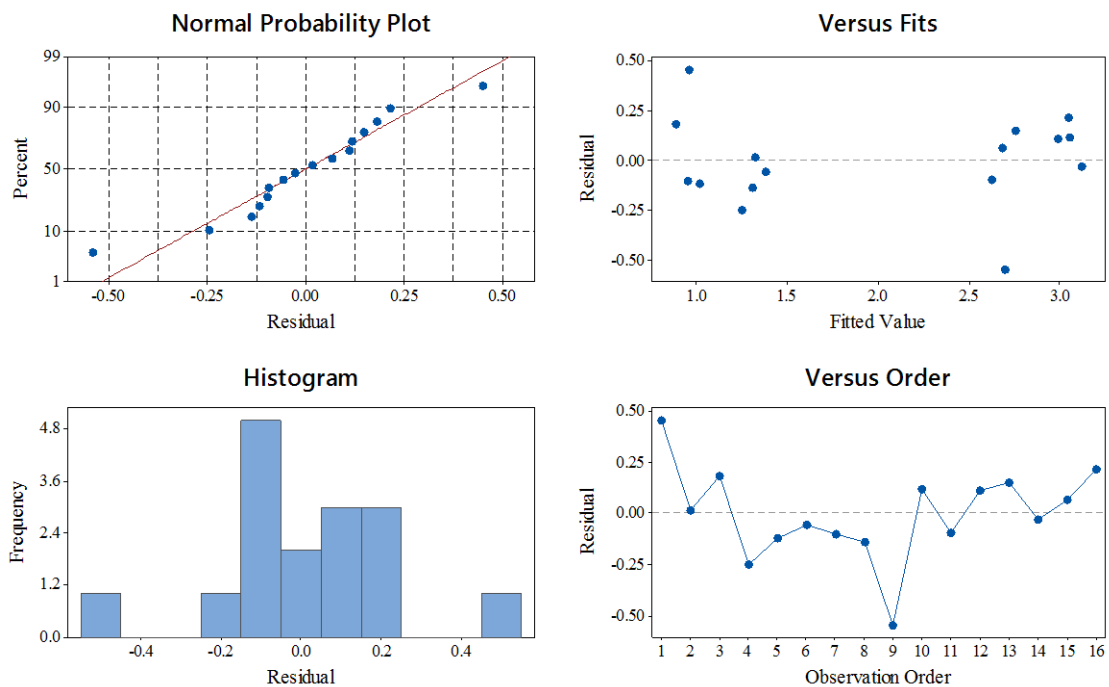 Normal Probability Plot
99
90
50
10
1
Percent
-0.50 -0.25 0.00 0.25 0.50
Residual
Versus Fits
0.50
0.25
0.00
-0.25
-0.50
Residual
1.0 1.5 2.0 2.5 3.0
Fitted Value
Histogram
4.8
3.6
2.4
1.2
0.0
Frequency
-0.4 -0.2 0.0 0.2 0.4
Residual
Versus Order
0.50
0.25
0.00
-0.25
-0.50
Residual
1 2 3 4 5 6 7 8 9 10 11 12 13 14 15 16
Observation Order